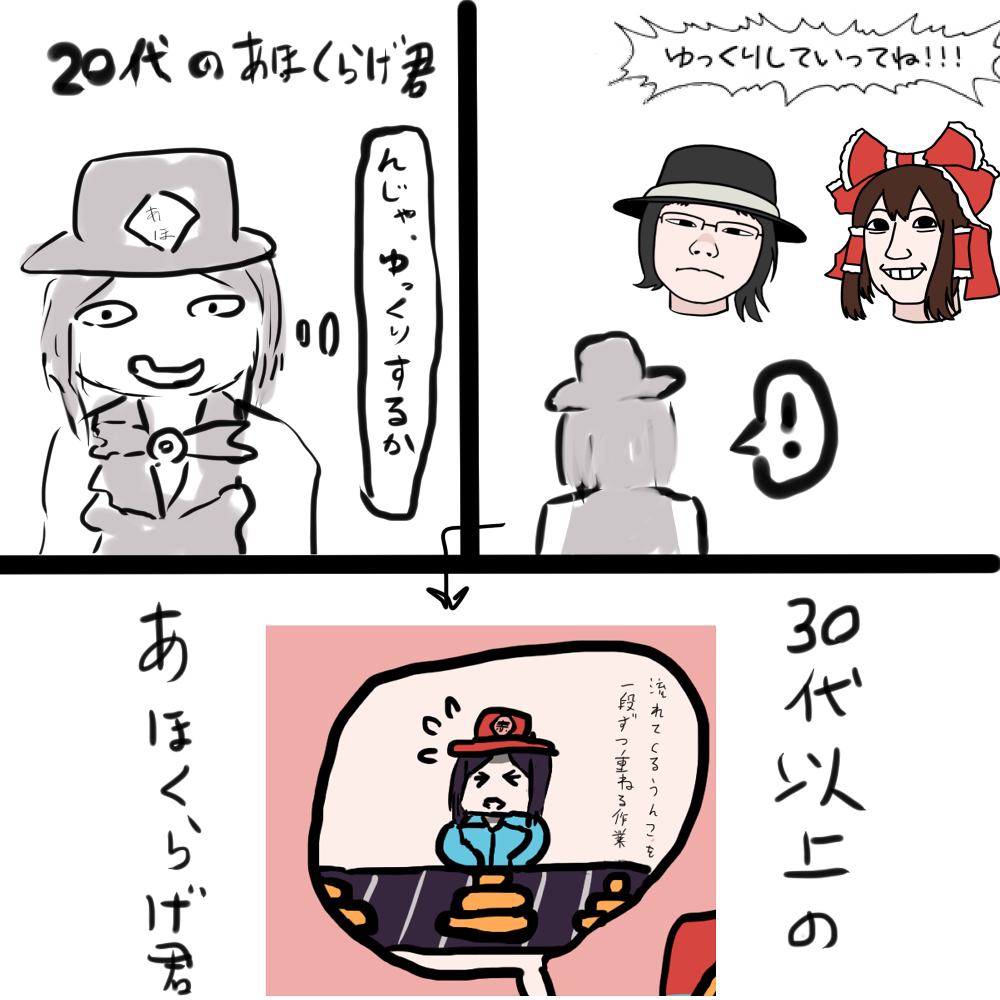 20代のあほくらげ君
あほ
んじゃ、ゆっくりするか
ゆっくりしていってね!!!
!
30代以上の
あほくらげ君
流れてくるうんこを
一段ずつ重ねる作業